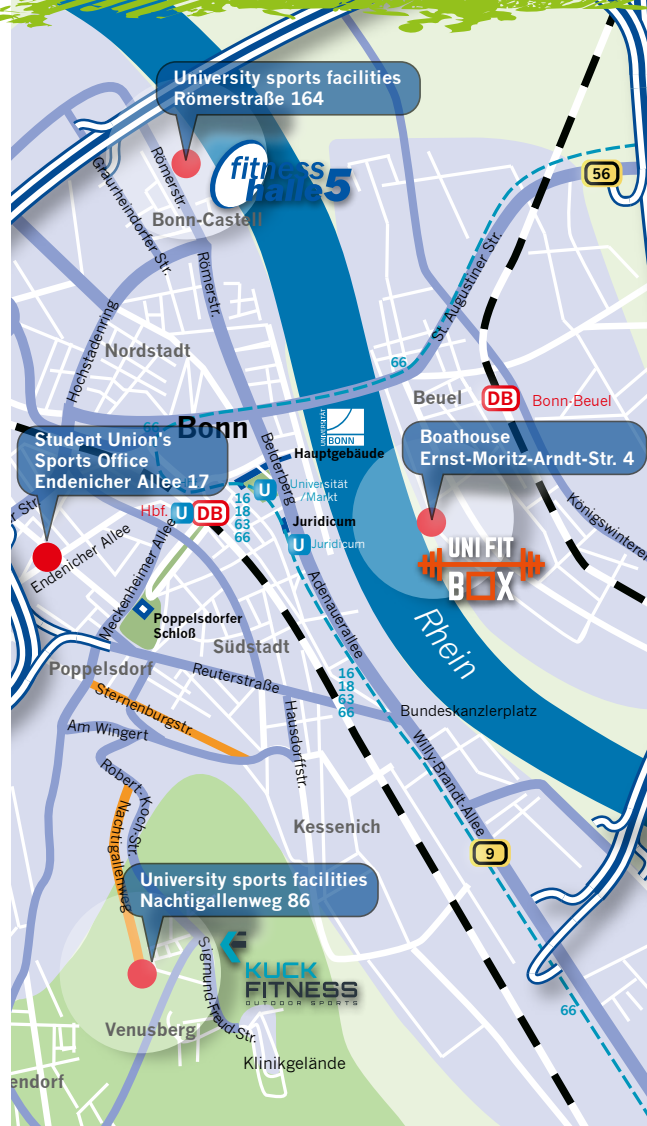 University sports facilities
Römerstraße 164
fitness
halle5
56
Römerstr.
Graurheindorfer Str.
Bonn-Castell
Römerstr.
St. Augustiner Str.
Hochstadenring
Nordstadt
66
Beuel
DB
Bonn-Beuel
66
Bonn
UNIVERSITÄT
BONN
Student Union's
Sports Office
Endenicher Allee 17
Belderberg
Hauptgebäude
Boathouse
Ernst-Moritz-Arndt-Str. 4
U
Universität
/Markt
Hbf.
U
DB
16
18
63
66
Juridicum
U
Juridicum
r Str.
Königswinterer
Endenicher Allee
Meckenheimer Allee
UNI FIT
BOX
Adenauerallee
Poppelsdorfer
Schloß
Rhein
Südstadt
Poppelsdorf
Reuterstraße
16
18
63
66
Sternenburgstr.
Bundeskanzlerplatz
Am Wingert
Hausdorffstr.
Willy-Brandt-Allee
Robert-Koch-Str.
Nachtigallenweg
Kessenich
9
University sports facilities
Nachtigallenweg 86
Sigmund-Freud-Str.
KUCK
FITNESS
OUTDOOR SPORTS
66
Venusberg
Klinikgelände
endorf